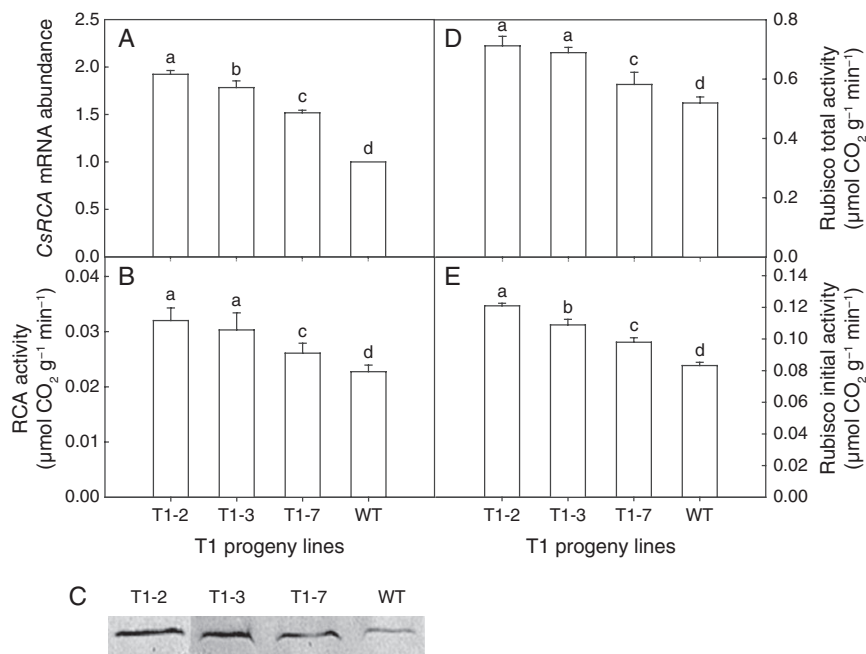 A
CsRCA mRNA abundance
2.5
2.0
1.5
1.0
0.5
0.0
a
b
c
d
D
Rubisco total activity
(µmol CO₂ g⁻¹ min⁻¹)
0.8
0.6
0.4
0.2
0.0
a
a
c
d
B
RCA activity
(µmol CO₂ g⁻¹ min⁻¹)
0.04
0.03
0.02
0.01
0.00
a
a
c
d
T1-2 T1-3 T1-7 WT
T1 progeny lines
E
Rubisco initial activity
(µmol CO₂ g⁻¹ min⁻¹)
0.14
0.12
0.10
0.08
0.06
0.04
0.02
0.00
a
b
c
d
T1-2 T1-3 T1-7 WT
T1 progeny lines
C T1-2 T1-3 T1-7 WT